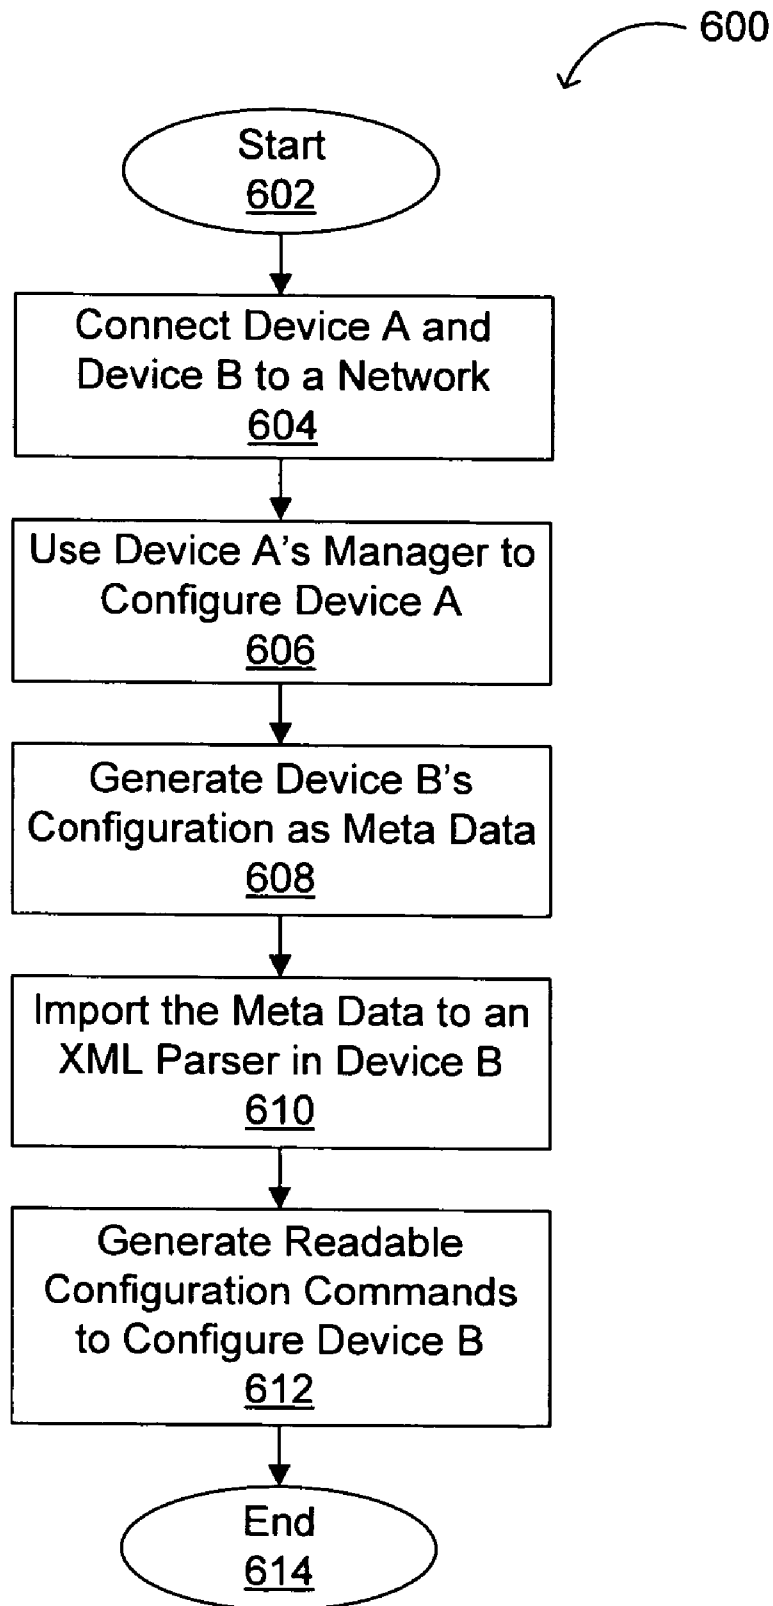 600
Start
602
Connect Device A and
Device B to a Network
604
Use Device A's Manager to
Configure Device A
606
Generate Device B's
Configuration as Meta Data
608
Import the Meta Data to an
XML Parser in Device B
610
Generate Readable
Configuration Commands
to Configure Device B
612
End
614